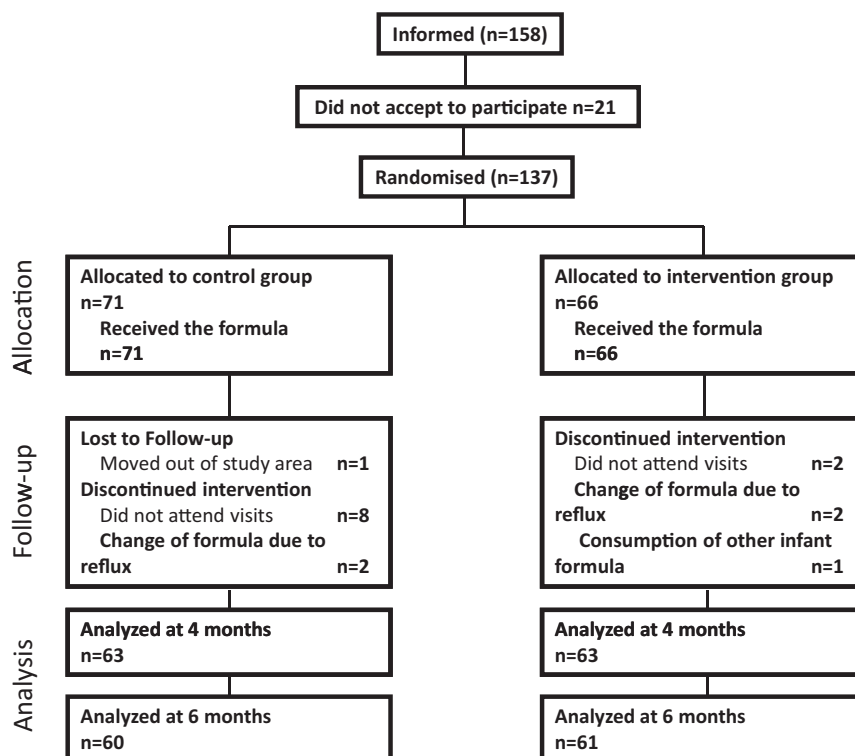 Informed (n=158)
Did not accept to participate n=21
Randomised (n=137)
Allocation
Allocated to control group
n=71
Received the formula
n=71
Allocated to intervention group
n=66
Received the formula
n=66
Follow-up
Lost to Follow-up
Moved out of study area n=1
Discontinued intervention
Did not attend visits n=8
Change of formula due to
reflux n=2
Discontinued intervention
Did not attend visits n=2
Change of formula due to
reflux n=2
Consumption of other infant
formula n=1
Analysis
Analyzed at 4 months
n=63
Analyzed at 4 months
n=63
Analyzed at 6 months
n=60
Analyzed at 6 months
n=61